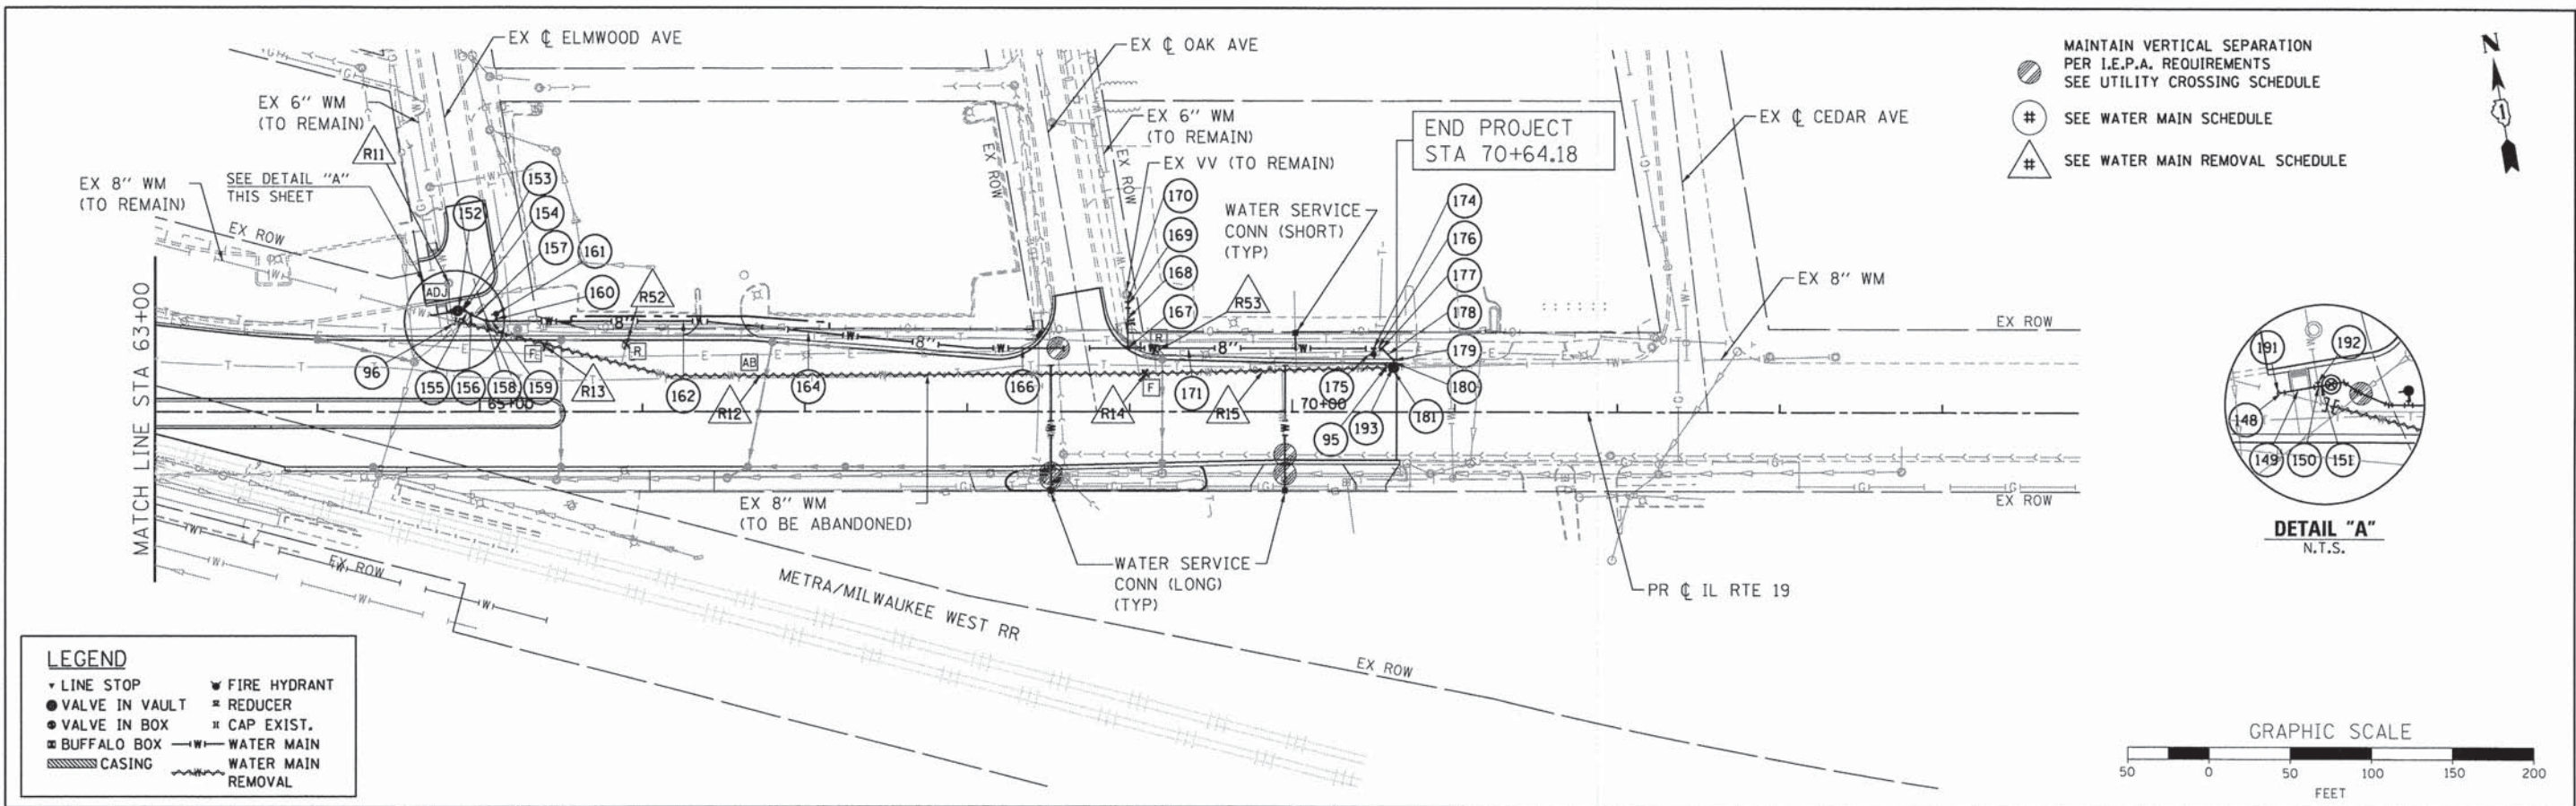 EX ℄ ELMWOOD AVE
EX 6" WM
(TO REMAIN)
R11
EX 8" WM
(TO REMAIN)
SEE DETAIL "A"
THIS SHEET
EX ROW
MATCH LINE STA 63+00
ADJ
152
153
154
157
161
160
R52
96
155
156
158
159
R13
65+00
F
R
AB
162
R12
164
8"
8"
166
EX ℄ OAK AVE
EX ROW
EX 6" WM
(TO REMAIN)
EX ROW
EX VV (TO REMAIN)
170
169
168
167
R
F
R53
WATER SERVICE
CONN (SHORT)
(TYP)
8"
R14
171
R15
70+00
175
95
193
181
END PROJECT
STA 70+64.18
174
176
177
178
179
180
EX ℄ CEDAR AVE
EX 8" WM
EX ROW
EX ROW
EX 8" WM
(TO BE ABANDONED)
WATER SERVICE
CONN (LONG)
(TYP)
PR ℄ IL RTE 19
EX ROW
METRA/MILWAUKEE WEST RR
EX ROW
MAINTAIN VERTICAL SEPARATION
PER I.E.P.A. REQUIREMENTS
SEE UTILITY CROSSING SCHEDULE
# SEE WATER MAIN SCHEDULE
# SEE WATER MAIN REMOVAL SCHEDULE
N
191
192
148
149
150
151
DETAIL "A"
N.T.S.
LEGEND
LINE STOP
VALVE IN VAULT
VALVE IN BOX
BUFFALO BOX
CASING
FIRE HYDRANT
REDUCER
CAP EXIST.
W WATER MAIN
W WATER MAIN
REMOVAL
GRAPHIC SCALE
50 0 50 100 150 200
FEET